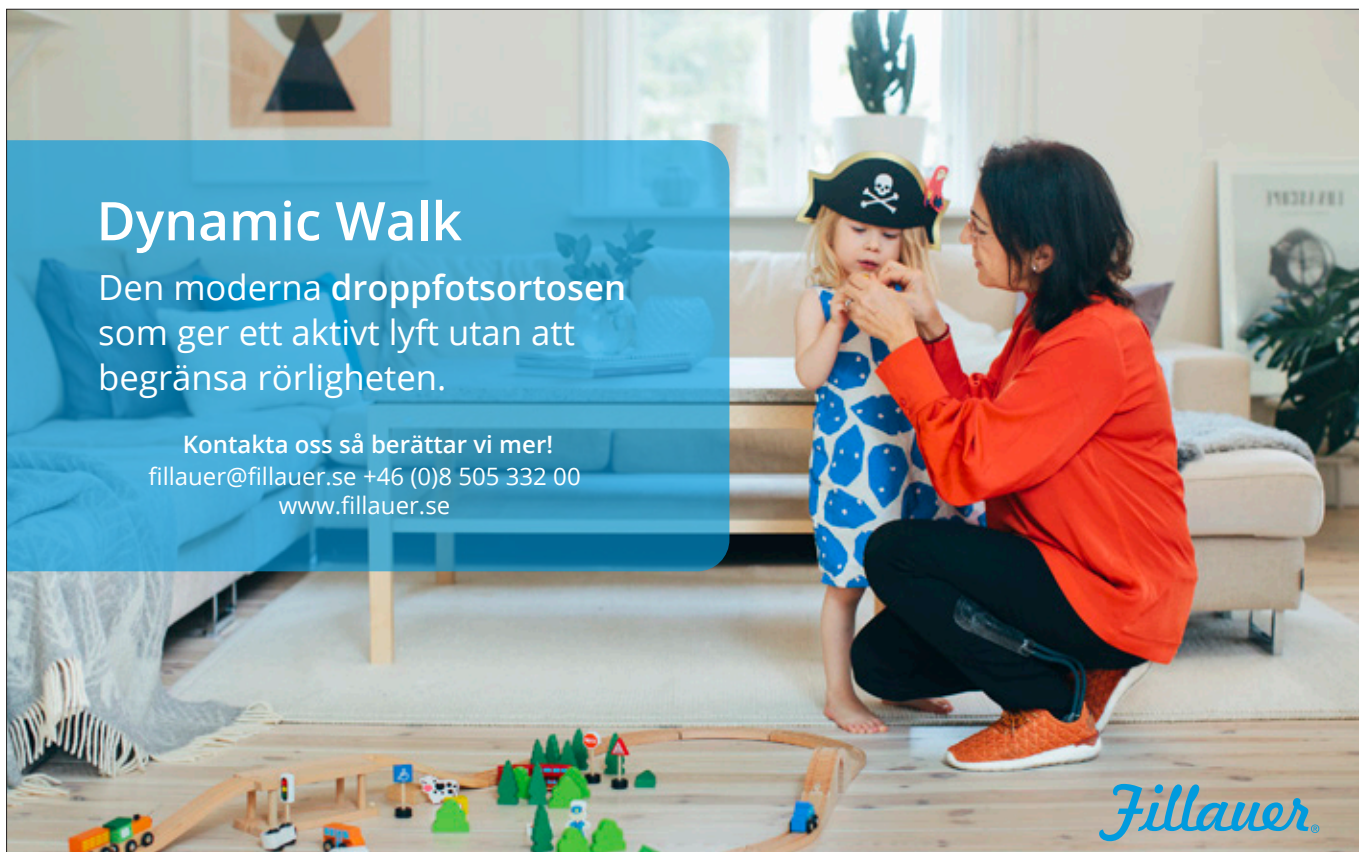 Dynamic Walk
Den moderna droppfotsortosen
som ger ett aktivt lyft utan att
begränsa rörligheten.
Kontakta oss så berättar vi mer!
fillauer@fillauer.se +46 (0)8 505 332 00
www.fillauer.se
Fillauer®